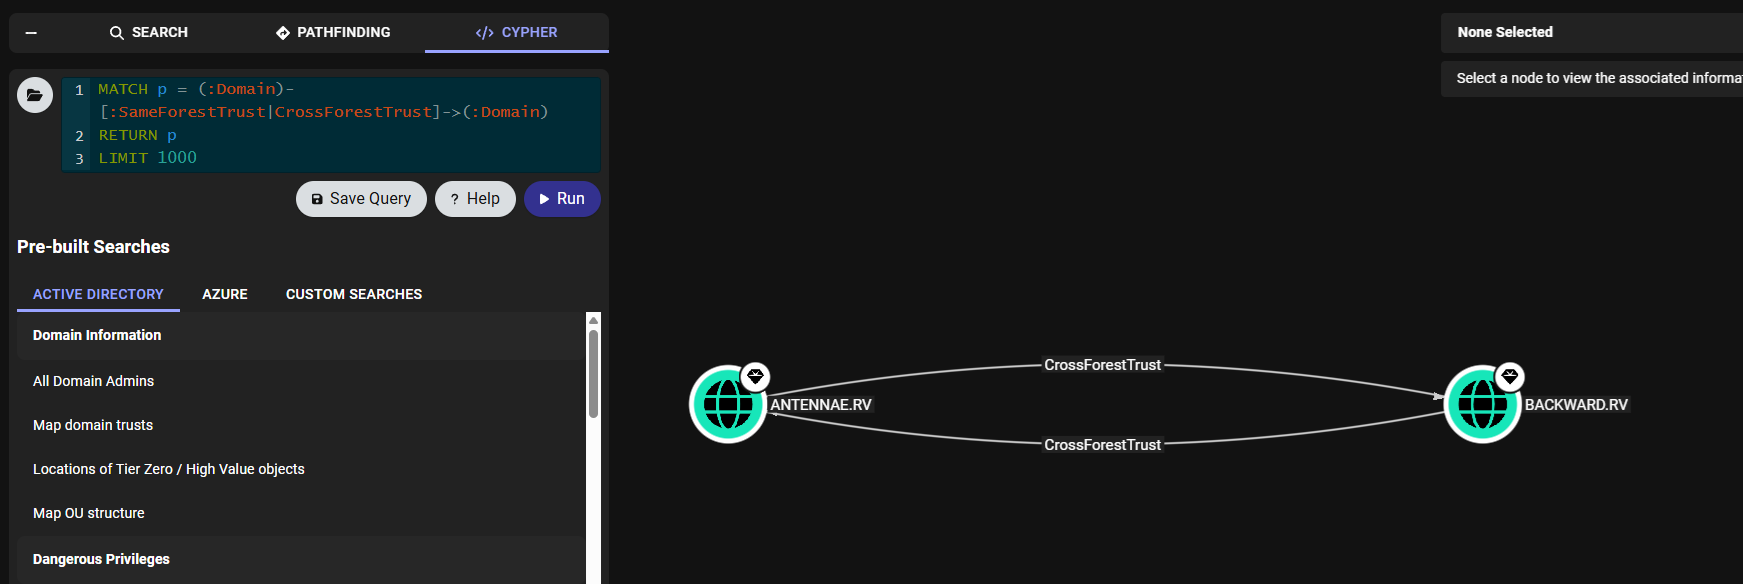 SEARCH
PATHFINDING
</> CYPHER
1 MATCH p = (:Domain)-
[:SameForestTrust|CrossForestTrust]->(:Domain)
2 RETURN p
3 LIMIT 1000
Save Query
? Help
Run
Pre-built Searches
ACTIVE DIRECTORY
AZURE
CUSTOM SEARCHES
Domain Information
All Domain Admins
Map domain trusts
Locations of Tier Zero / High Value objects
Map OU structure
Dangerous Privileges
None Selected
Select a node to view the associated informa
CrossForestTrust
ANTENNAE.RV
BACKWARD.RV
CrossForestTrust